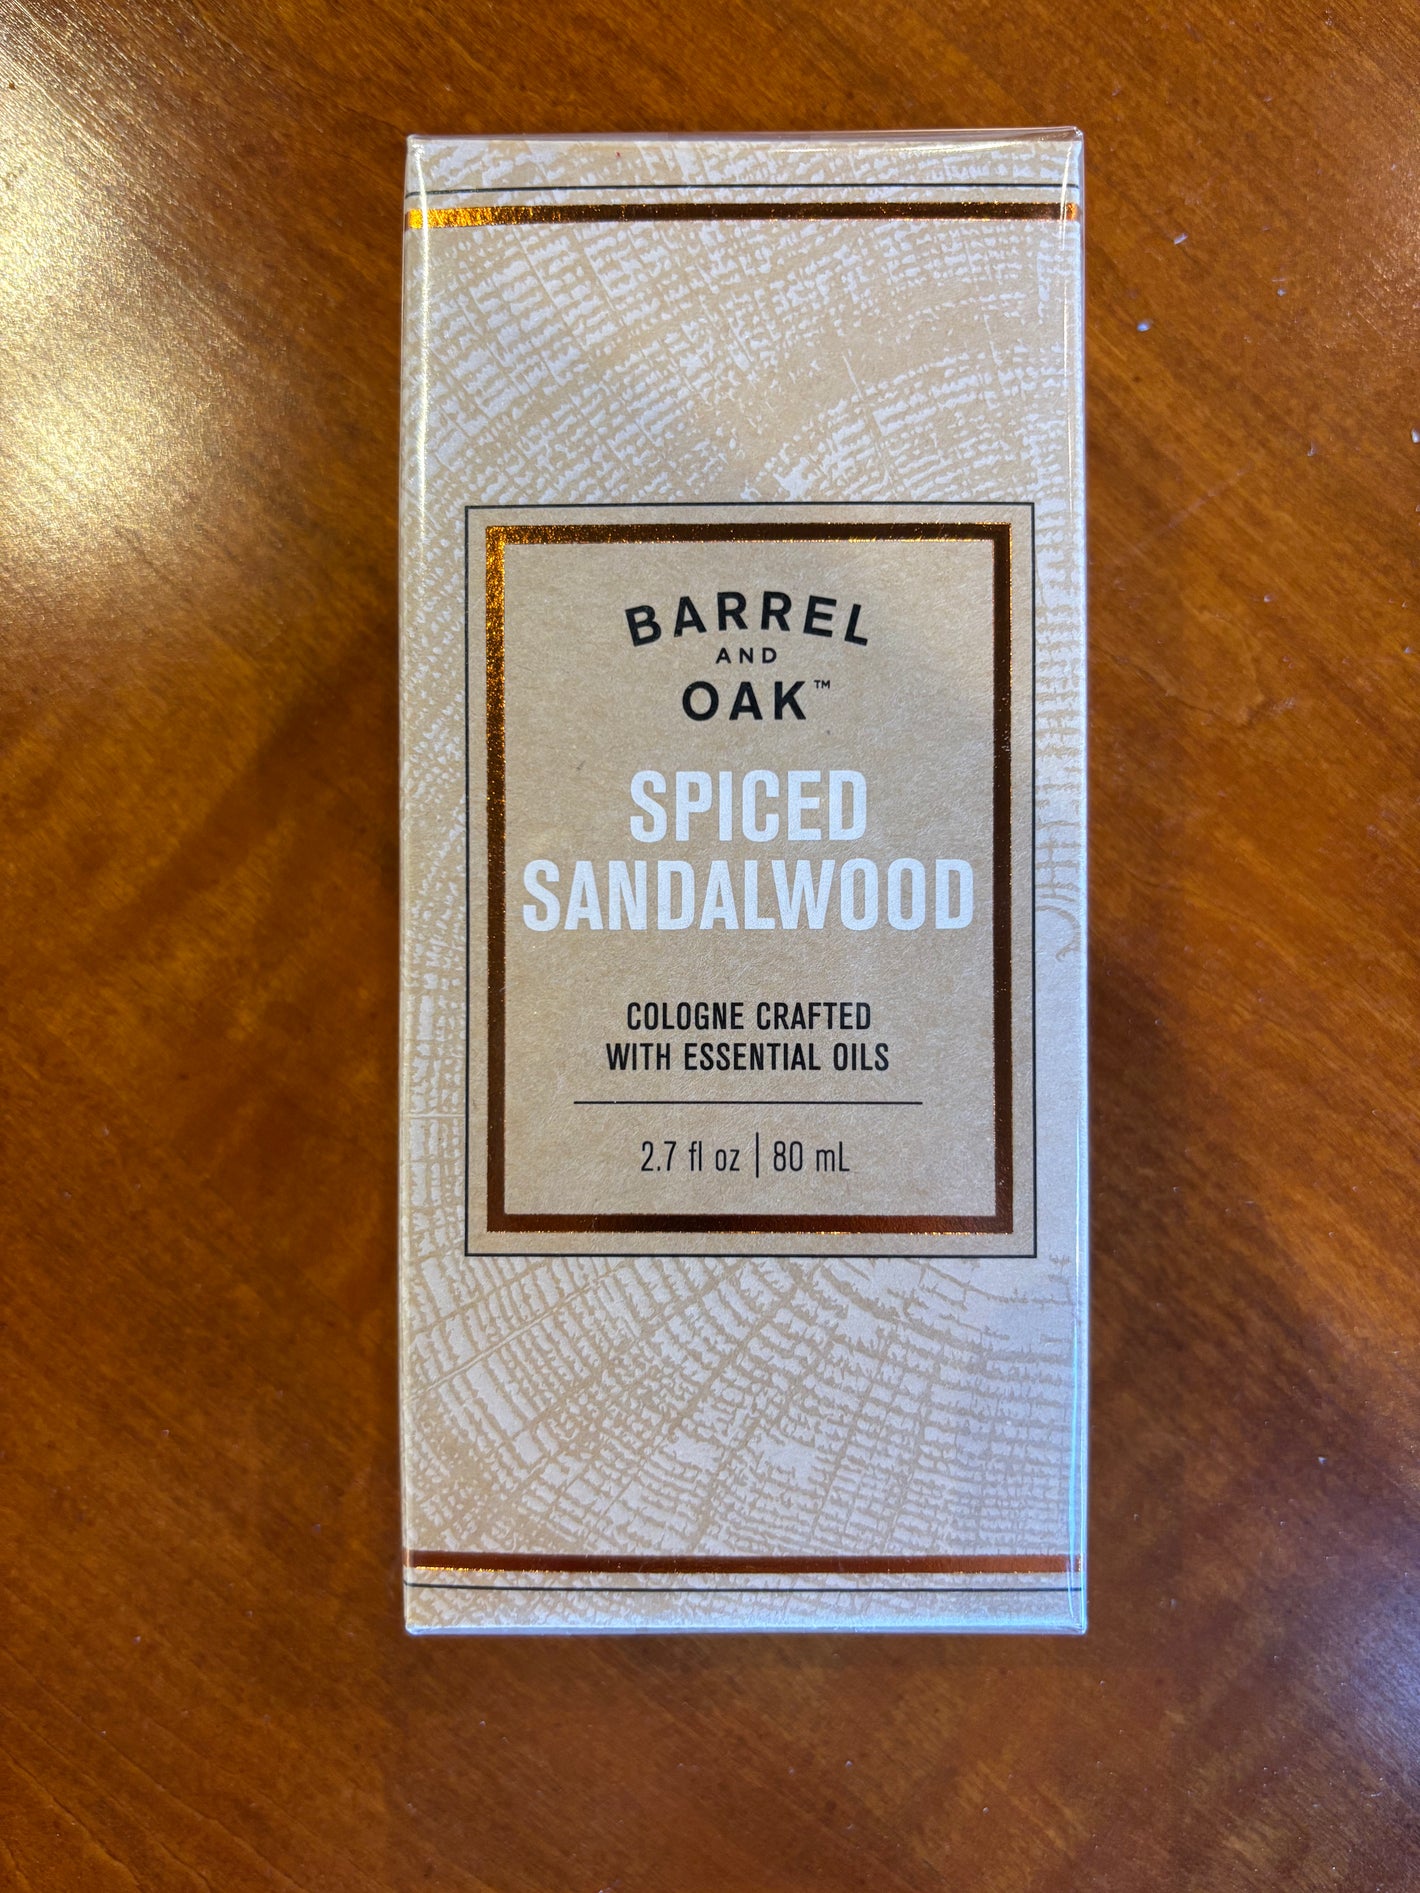 BARREL
AND
OAK™
SPICED
SANDALWOOD
COLOGNE CRAFTED
WITH ESSENTIAL OILS
2.7 fl oz | 80 mL